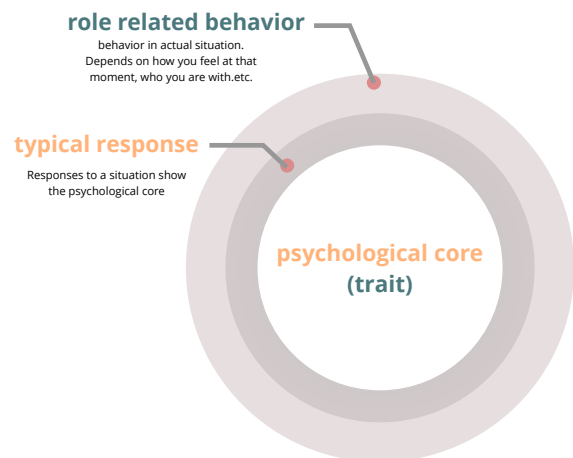 role related behavior
behavior in actual situation.
Depends on how you feel at that
moment, who you are with.etc.
typical response
Responses to a situation show
the psychological core
psychological core
(trait)